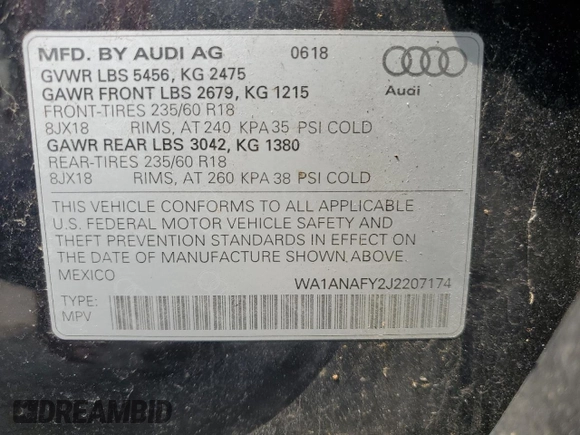 MFD. BY AUDI AG 0618
GVWR LBS 5456, KG 2475
GAWR FRONT LBS 2679, KG 1215
FRONT-TIRES 235/60 R18
8JX18 RIMS, AT 240 KPA 35 PSI COLD
GAWR REAR LBS 3042, KG 1380
REAR-TIRES 235/60 R18
8JX18 RIMS, AT 260 KPA 38 PSI COLD
Audi
THIS VEHICLE CONFORMS TO ALL APPLICABLE
U.S. FEDERAL MOTOR VEHICLE SAFETY AND
THEFT PREVENTION STANDARDS IN EFFECT ON
THE DATE OF MANUFACTURE SHOWN ABOVE.
MEXICO WA1ANAFY2J2207174
TYPE:
MPV
DREAMBID